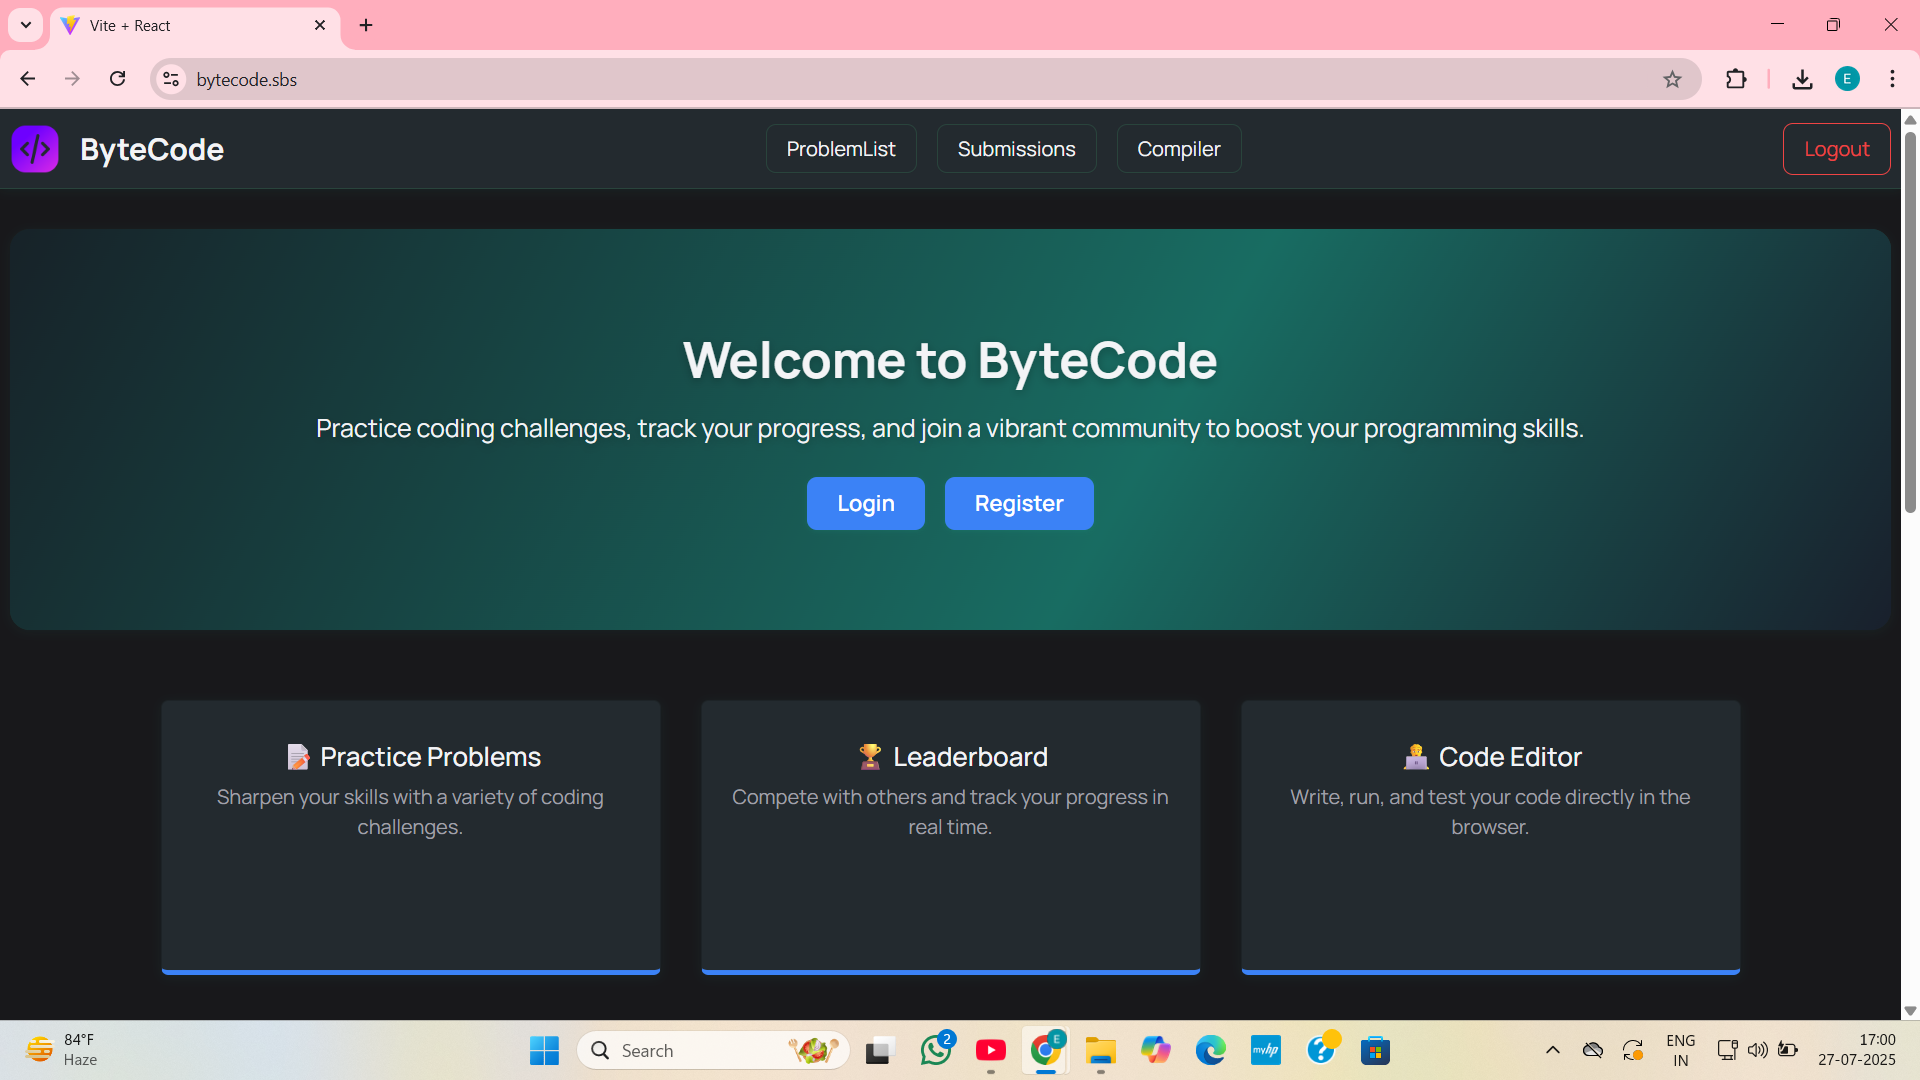 Vite + React
bytecode.sbs
E
</> ByteCode
ProblemList
Submissions
Compiler
Logout
Welcome to ByteCode
Practice coding challenges, track your progress, and join a vibrant community to boost your programming skills.
Login
Register
📝 Practice Problems
Sharpen your skills with a variety of coding
challenges.
🏆 Leaderboard
Compete with others and track your progress in
real time.
🧑‍💻 Code Editor
Write, run, and test your code directly in the
browser.
84°F
Haze
Search
2
E
myhp
ENG
IN
17:00
27-07-2025